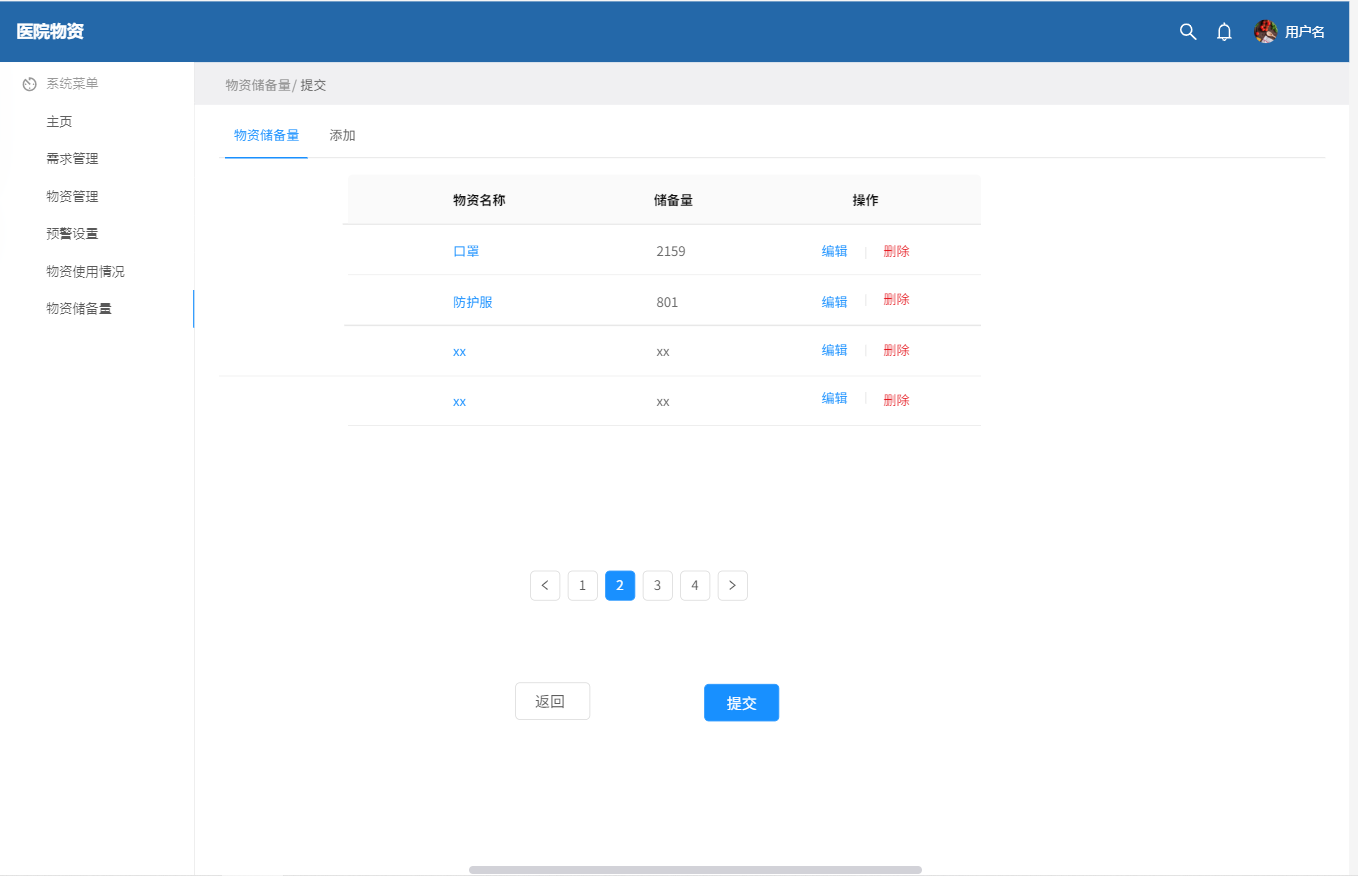 医院物资
用户名
系统菜单
主页
需求管理
物资管理
预警设置
物资使用情况
物资储备量
物资储备量/ 提交
物资储备量 添加
物资名称 储备量 操作
口罩 2159 编辑 删除
防护服 801 编辑 删除
xx xx 编辑 删除
xx xx 编辑 删除
< 1 2 3 4 >
返回 提交